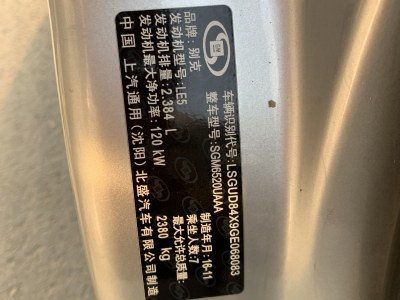 品牌:别克
车辆识别代号:LSGUD84X9GE068083
发动机型号:LE5
整车型号:SGM6520UAAA
发动机排量:2.384 L
制造年月:16-11
发动机最大净功率:120 kW
乘坐人数:7
最大允许总质量:2380 kg
中国 上汽通用(沈阳)北盛汽车有限公司制造